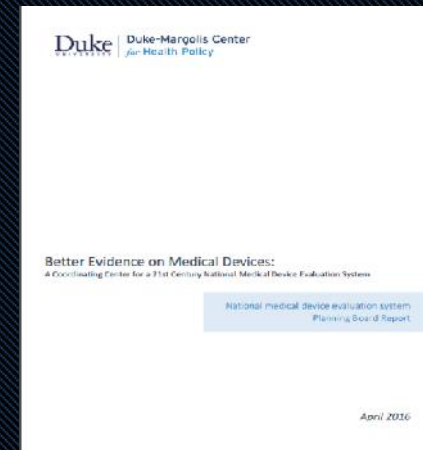 Duke
UNIVERSITY
Duke-Margolis Center
for Health Policy
Better Evidence on Medical Devices:
A Coordinating Center for a 21st Century National Medical Device Evaluation System
National medical device evaluation system
Planning Board Report
April 2016